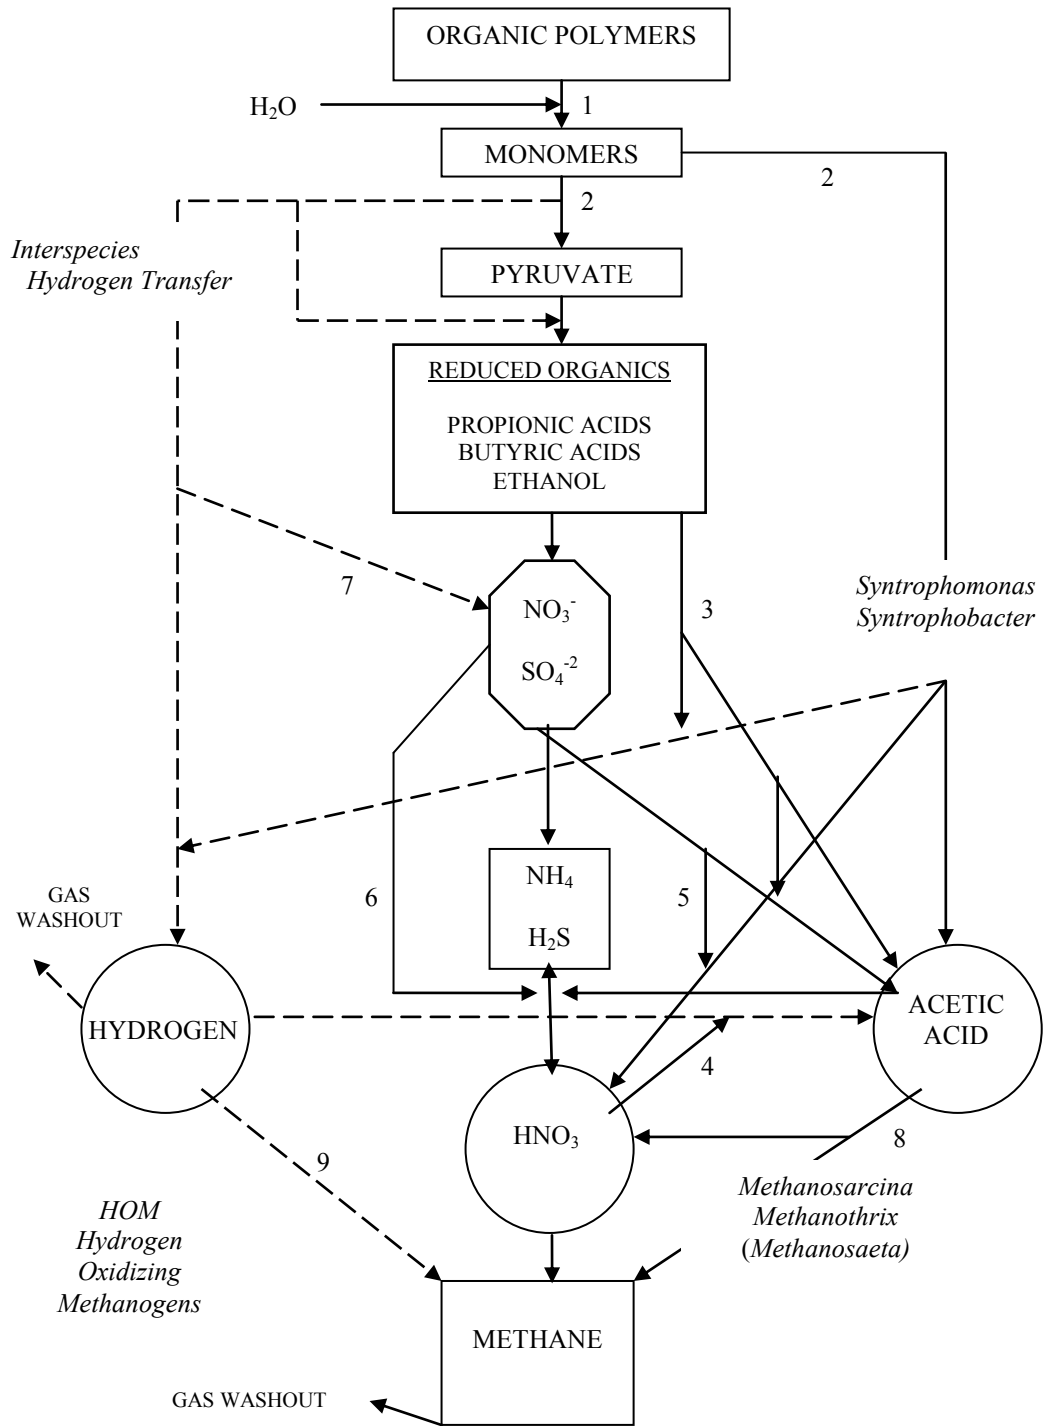 ORGANIC POLYMERS
H₂O
1
MONOMERS
2
2
Interspecies
Hydrogen Transfer
PYRUVATE
REDUCED ORGANICS
PROPIONIC ACIDS
BUTYRIC ACIDS
ETHANOL
7
NO₃⁻
SO₄⁻²
3
Syntrophomonas
Syntrophobacter
GAS
WASHOUT
6
NH₄
H₂S
5
HYDROGEN
ACETIC
ACID
4
HNO₃
8
9
HOM
Hydrogen
Oxidizing
Methanogens
Methanosarcina
Methanothrix
(Methanosaeta)
METHANE
GAS WASHOUT